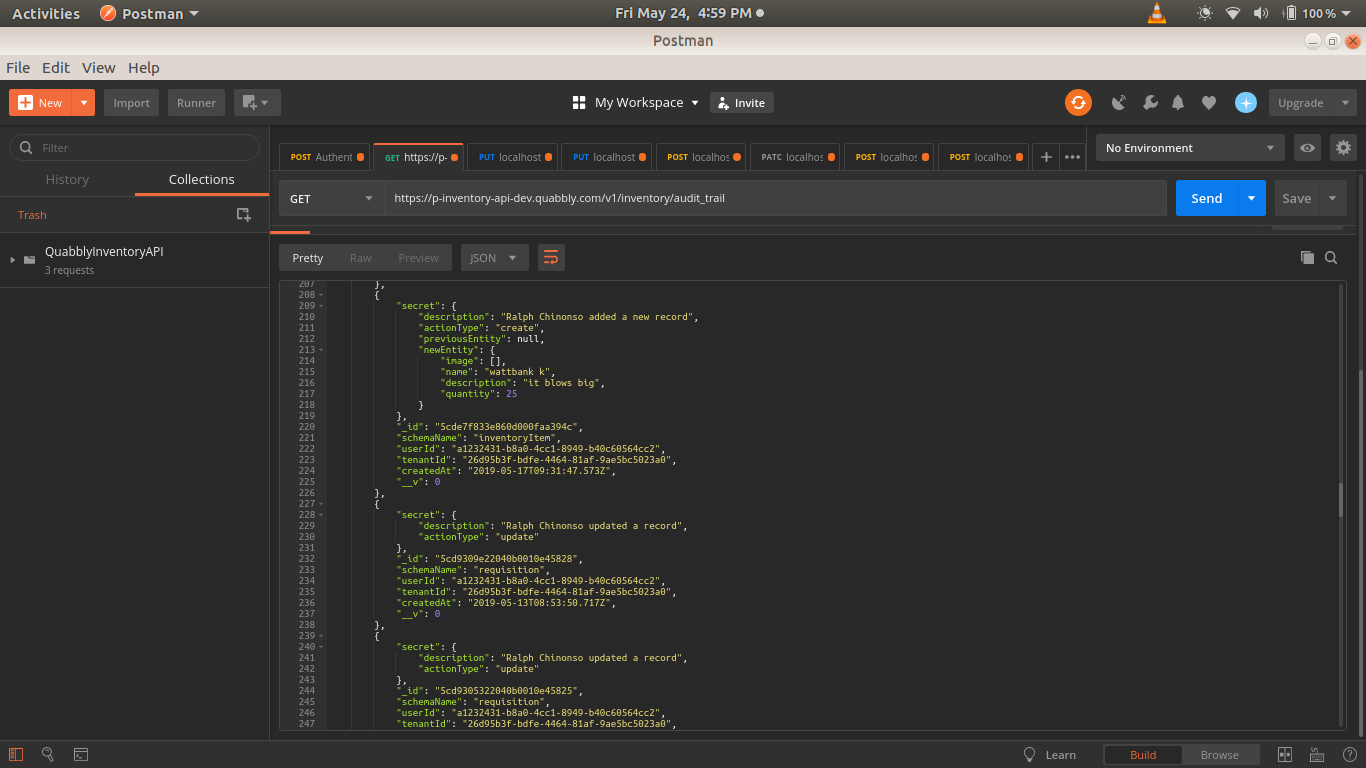 Activities Postman Fri May 24, 4:59 PM 100 %
Postman
File Edit View Help
New Import Runner My Workspace Invite Upgrade
Filter
History Collections
Trash
QuabblyInventoryAPI
3 requests
POST Authent GET https://p- PUT localhost PUT localhost POST localhos PATC localhos POST localhos POST localhos No Environment
GET https://p-inventory-api-dev.quabbly.com/v1/inventory/audit_trail Send Save
Pretty Raw Preview JSON
207 },
208 {
209 "secret": {
210 "description": "Ralph Chinonso added a new record",
211 "actionType": "create",
212 "previousEntity": null,
213 "newEntity": {
214 "image": [],
215 "name": "wattbank k",
216 "description": "it blows big",
217 "quantity": 25
218 }
219 },
220 "_id": "5cde7f833e860d000faa394c",
221 "schemaName": "inventoryItem",
222 "userId": "a1232431-b8a0-4cc1-8949-b40c60564cc2",
223 "tenantId": "26d95b3f-bdfe-4464-81af-9ae5bc5023a0",
224 "createdAt": "2019-05-17T09:31:47.573Z",
225 "__v": 0
226 },
227 {
228 "secret": {
229 "description": "Ralph Chinonso updated a record",
230 "actionType": "update"
231 },
232 "_id": "5cd9309e22040b0010e45828",
233 "schemaName": "requisition",
234 "userId": "a1232431-b8a0-4cc1-8949-b40c60564cc2",
235 "tenantId": "26d95b3f-bdfe-4464-81af-9ae5bc5023a0",
236 "createdAt": "2019-05-13T08:53:50.717Z",
237 "__v": 0
238 },
239 {
240 "secret": {
241 "description": "Ralph Chinonso updated a record",
242 "actionType": "update"
243 },
244 "_id": "5cd9305322040b0010e45825",
245 "schemaName": "requisition",
246 "userId": "a1232431-b8a0-4cc1-8949-b40c60564cc2",
247 "tenantId": "26d95b3f-bdfe-4464-81af-9ae5bc5023a0",
Learn Build Browse